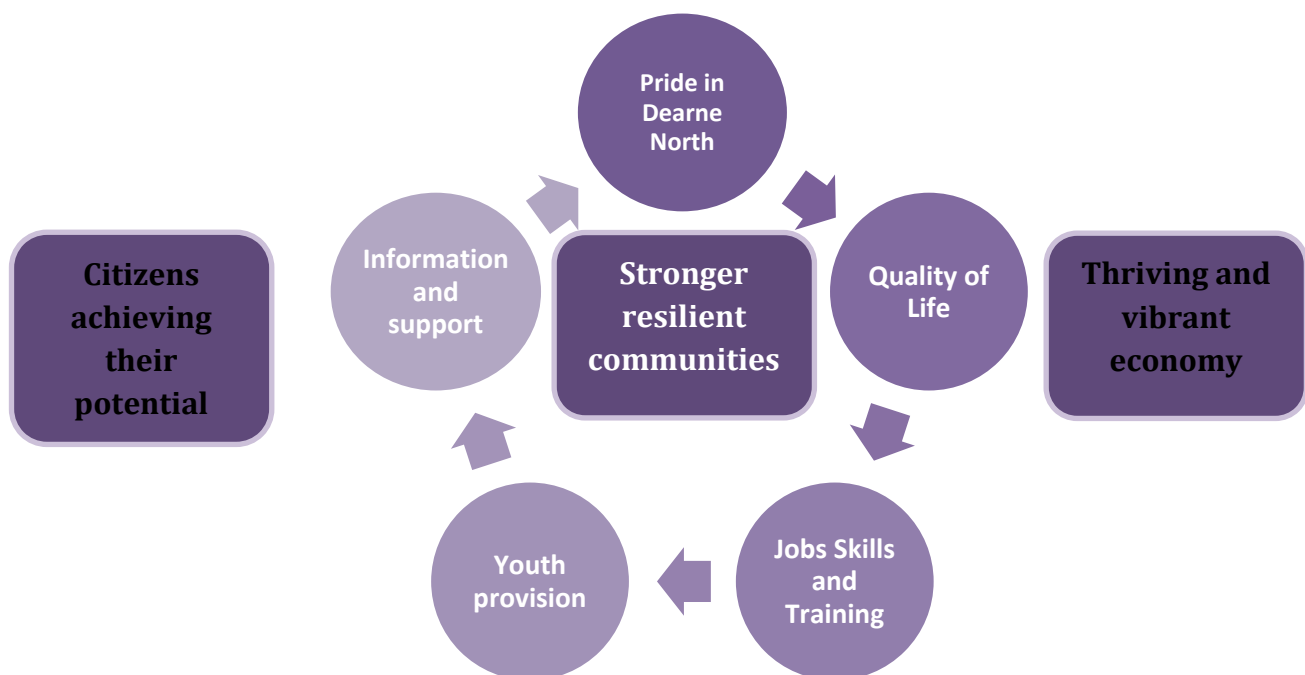 Pride in
Dearne
North
Information
and
support
Quality of
Life
Citizens
achieving
their
potential
Stronger
resilient
communities
Thriving and
vibrant
economy
Youth
provision
Jobs Skills
and
Training